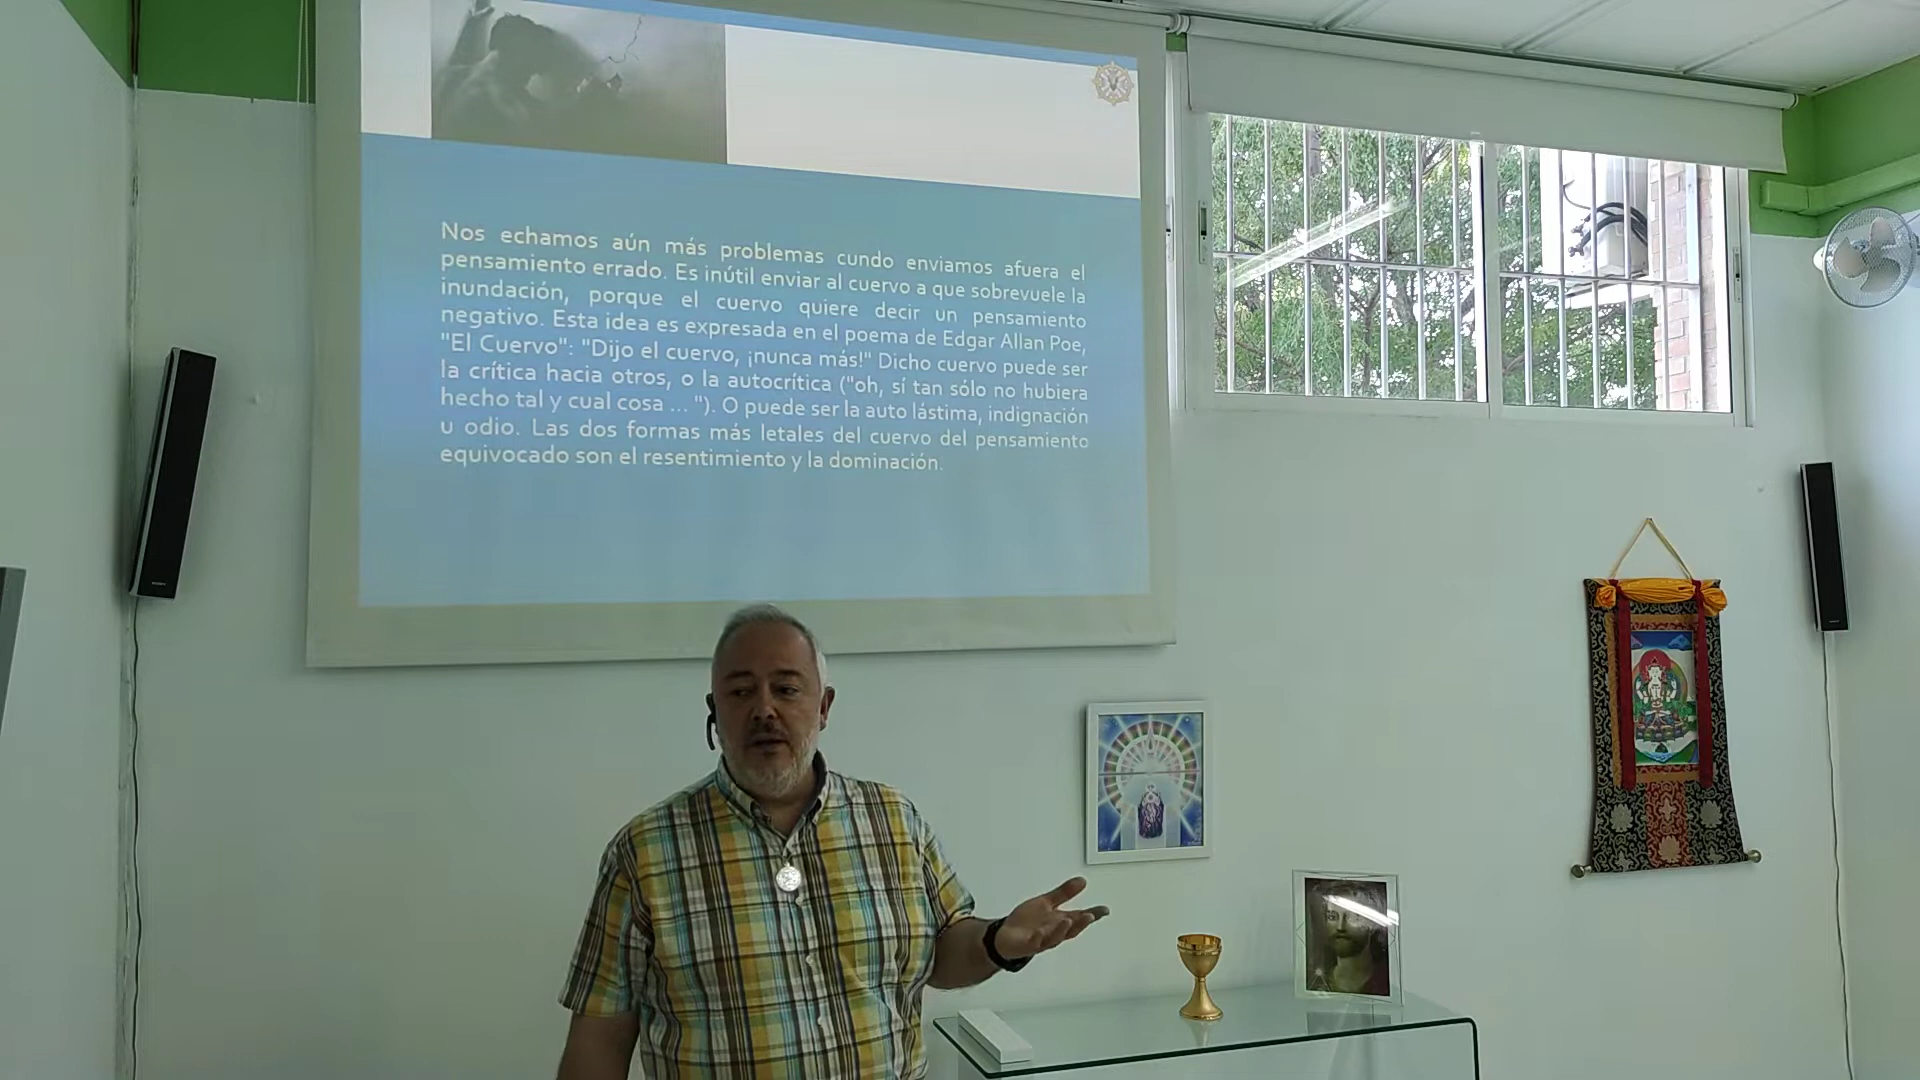 Nos echamos aún más problemas cundo enviamos afuera el
pensamiento errado. Es inútil enviar al cuervo a que sobrevuele la
inundación, porque el cuervo quiere decir un pensamiento
negativo. Esta idea es expresada en el poema de Edgar Allan Poe,
"El Cuervo": "Dijo el cuervo, ¡nunca más!" Dicho cuervo puede ser
la crítica hacia otros, o la autocrítica ("oh, sí tan sólo no hubiera
hecho tal y cual cosa ... "). O puede ser la auto lástima, indignación
u odio. Las dos formas más letales del cuervo del pensamiento
equivocado son el resentimiento y la dominación.